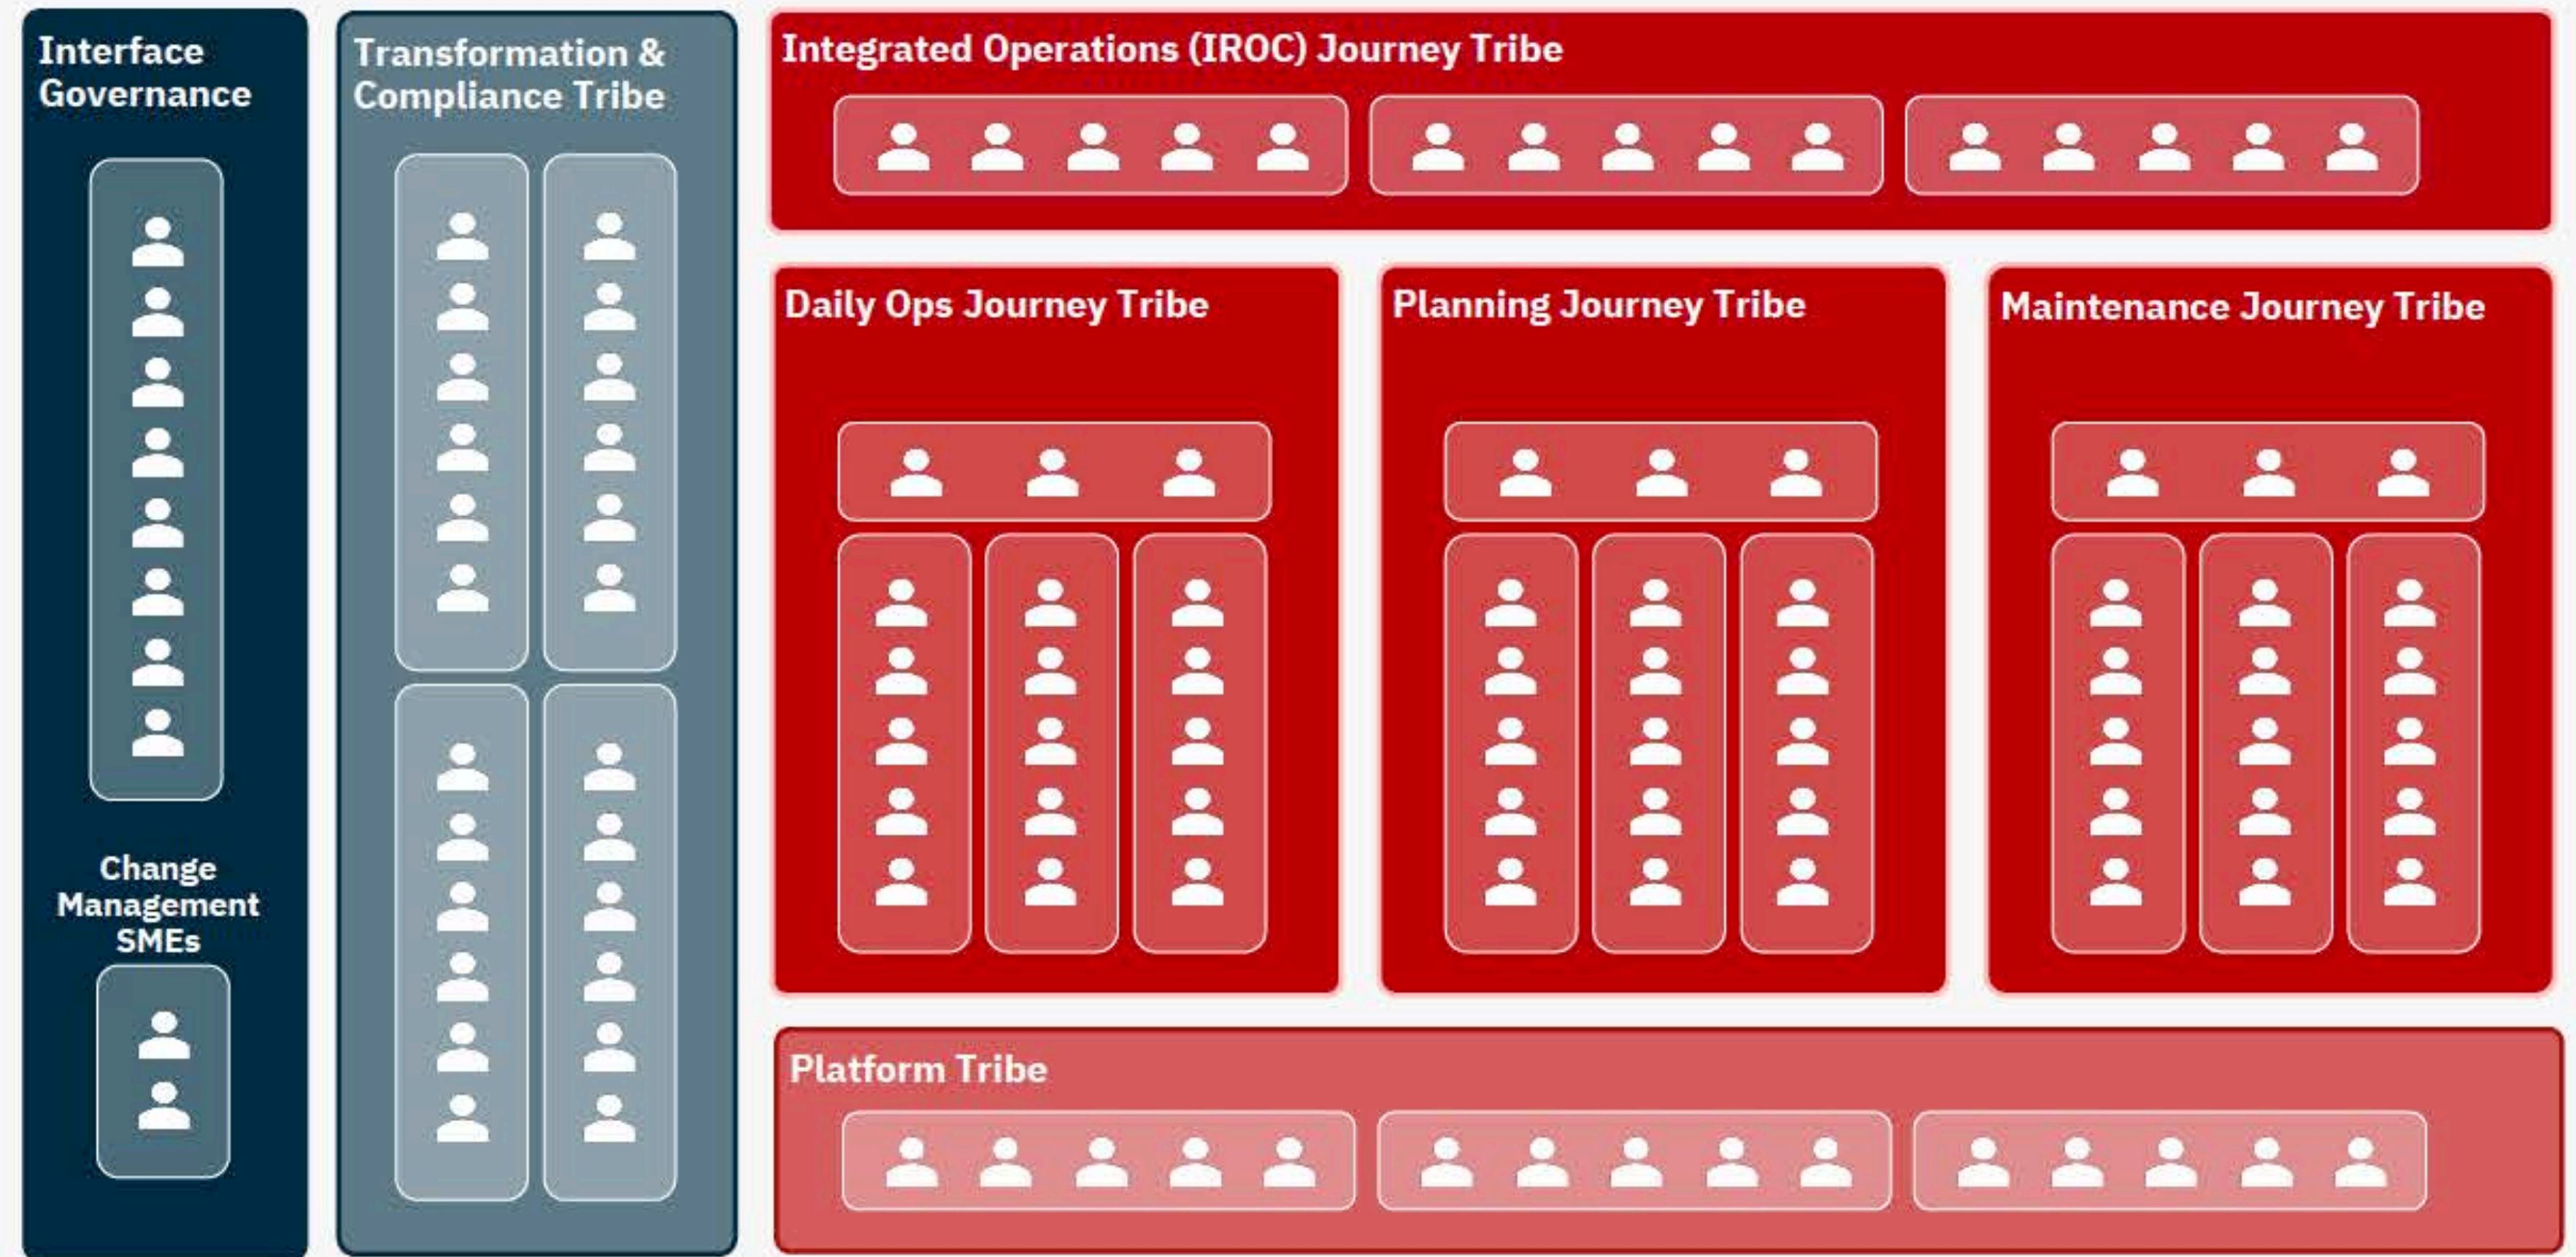 Interface
Governance
Change
Management
SMEs
Transformation &
Compliance Tribe
Integrated Operations (IROC) Journey Tribe
Daily Ops Journey Tribe
Planning Journey Tribe
Maintenance Journey Tribe
Platform Tribe